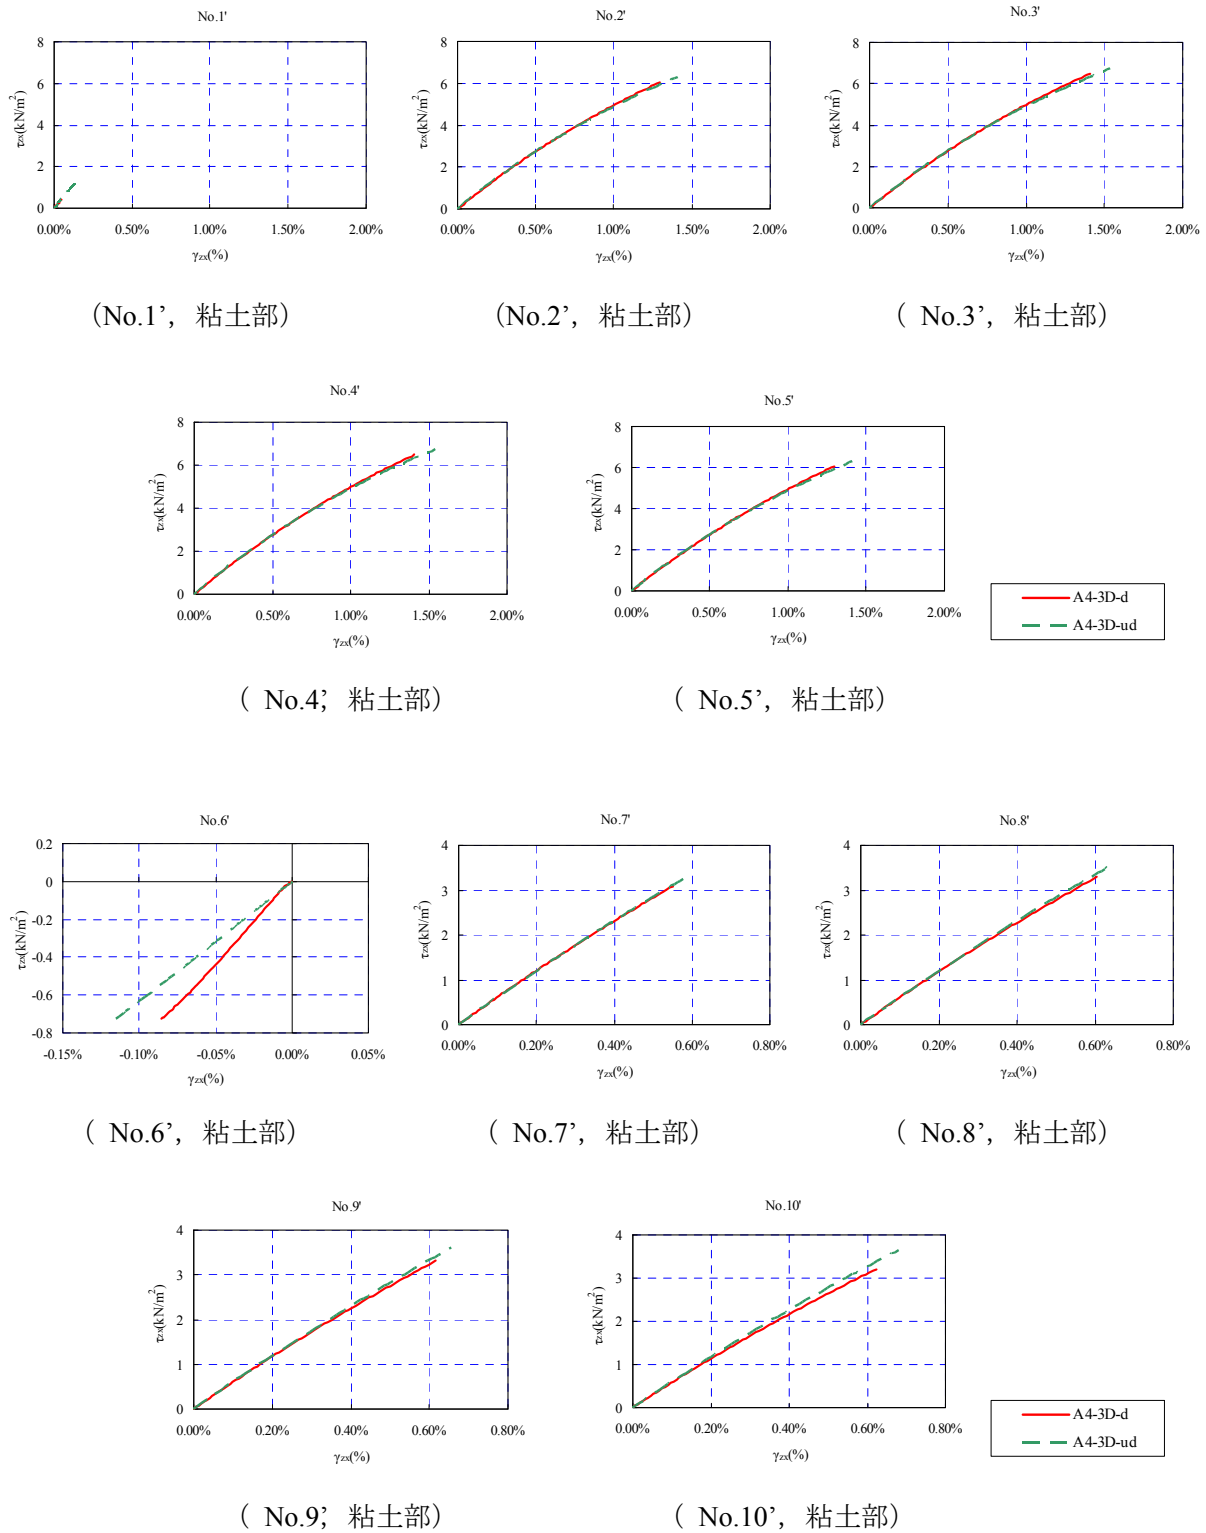 No.1'
No.2'
No.3'
8
6
4
2
0
τzx(kN/m²)
0.00% 0.50% 1.00% 1.50% 2.00%
γzx(%)
8
6
4
2
0
τzx(kN/m²)
0.00% 0.50% 1.00% 1.50% 2.00%
γzx(%)
8
6
4
2
0
τzx(kN/m²)
0.00% 0.50% 1.00% 1.50% 2.00%
γzx(%)
(No.1’, 粘土部)
(No.2’, 粘土部)
( No.3’, 粘土部)
No.4'
8
6
4
2
0
τzx(kN/m²)
0.00% 0.50% 1.00% 1.50% 2.00%
γzx(%)
No.5'
8
6
4
2
0
τzx(kN/m²)
0.00% 0.50% 1.00% 1.50% 2.00%
γzx(%)
A4-3D-d
A4-3D-ud
( No.4’, 粘土部)
( No.5’, 粘土部)
No.6'
0.2
0
-0.2
-0.4
-0.6
-0.8
τzx(kN/m²)
-0.15% -0.10% -0.05% 0.00% 0.05%
γzx(%)
No.7'
4
3
2
1
0
τzx(kN/m²)
0.00% 0.20% 0.40% 0.60% 0.80%
γzx(%)
No.8'
4
3
2
1
0
τzx(kN/m²)
0.00% 0.20% 0.40% 0.60% 0.80%
γzx(%)
( No.6’, 粘土部)
( No.7’, 粘土部)
( No.8’, 粘土部)
No.9'
4
3
2
1
0
τzx(kN/m²)
0.00% 0.20% 0.40% 0.60% 0.80%
γzx(%)
No.10'
4
3
2
1
0
τzx(kN/m²)
0.00% 0.20% 0.40% 0.60% 0.80%
γzx(%)
A4-3D-d
A4-3D-ud
( No.9’, 粘土部)
( No.10’, 粘土部)